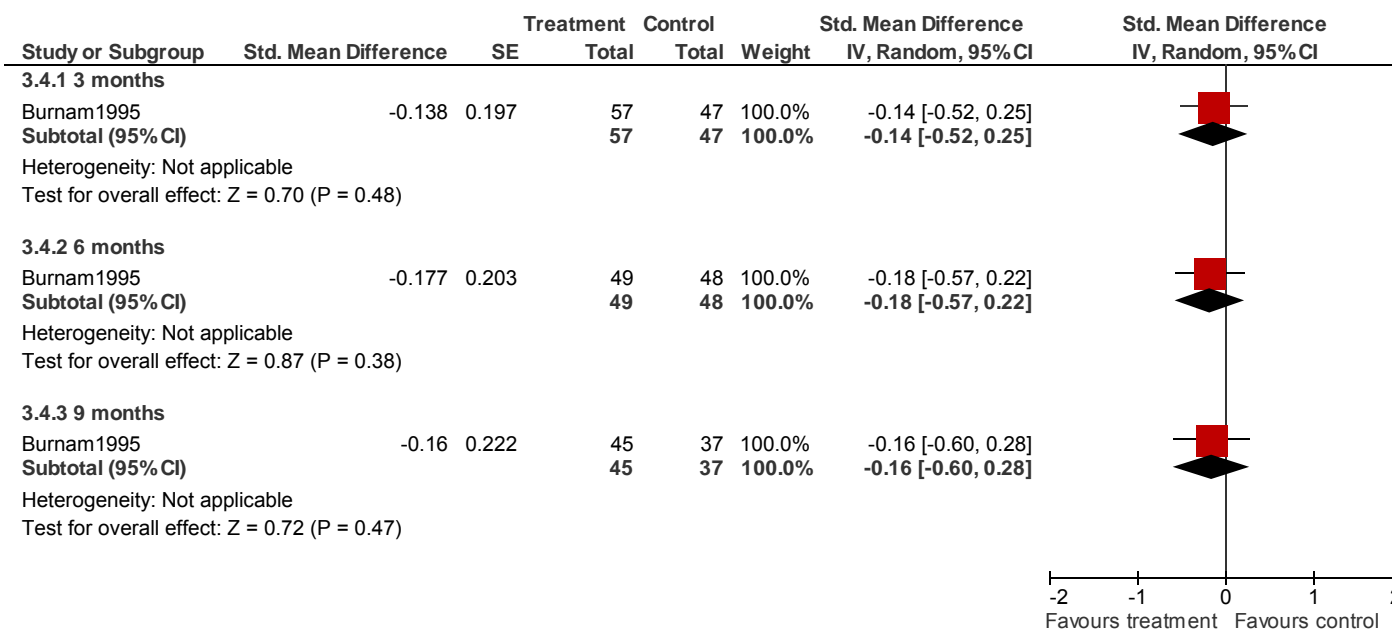 Treatment Control Std. Mean Difference Std. Mean Difference
Study or Subgroup Std. Mean Difference SE Total Total Weight IV, Random, 95% CI IV, Random, 95% CI
3.4.1 3 months
Burnam1995 -0.138 0.197 57 47 100.0% -0.14 [-0.52, 0.25]
Subtotal (95% CI) 57 47 100.0% -0.14 [-0.52, 0.25]
Heterogeneity: Not applicable
Test for overall effect: Z = 0.70 (P = 0.48)
3.4.2 6 months
Burnam1995 -0.177 0.203 49 48 100.0% -0.18 [-0.57, 0.22]
Subtotal (95% CI) 49 48 100.0% -0.18 [-0.57, 0.22]
Heterogeneity: Not applicable
Test for overall effect: Z = 0.87 (P = 0.38)
3.4.3 9 months
Burnam1995 -0.16 0.222 45 37 100.0% -0.16 [-0.60, 0.28]
Subtotal (95% CI) 45 37 100.0% -0.16 [-0.60, 0.28]
Heterogeneity: Not applicable
Test for overall effect: Z = 0.72 (P = 0.47)
-2 -1 0 1
Favours treatment Favours control